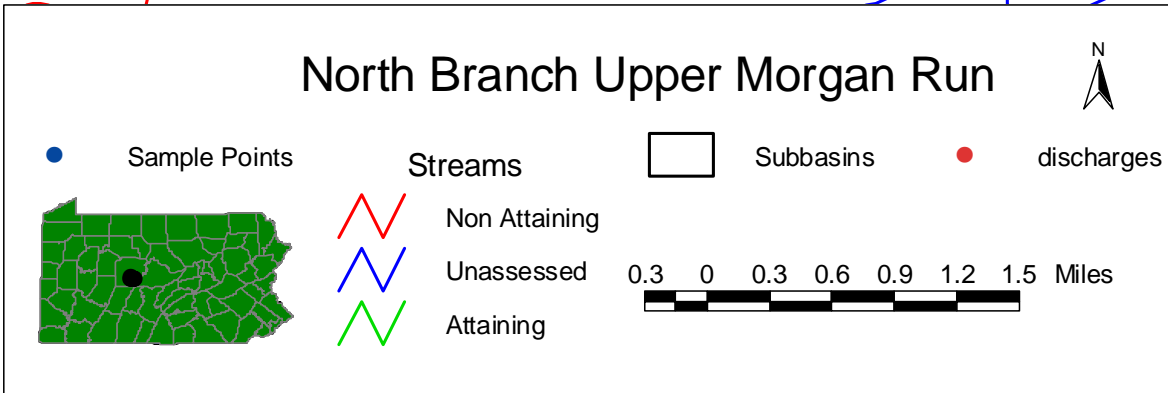 North Branch Upper Morgan Run
N
Sample Points
Streams
Subbasins
discharges
Non Attaining
Unassessed
Attaining
0.3 0 0.3 0.6 0.9 1.2 1.5 Miles